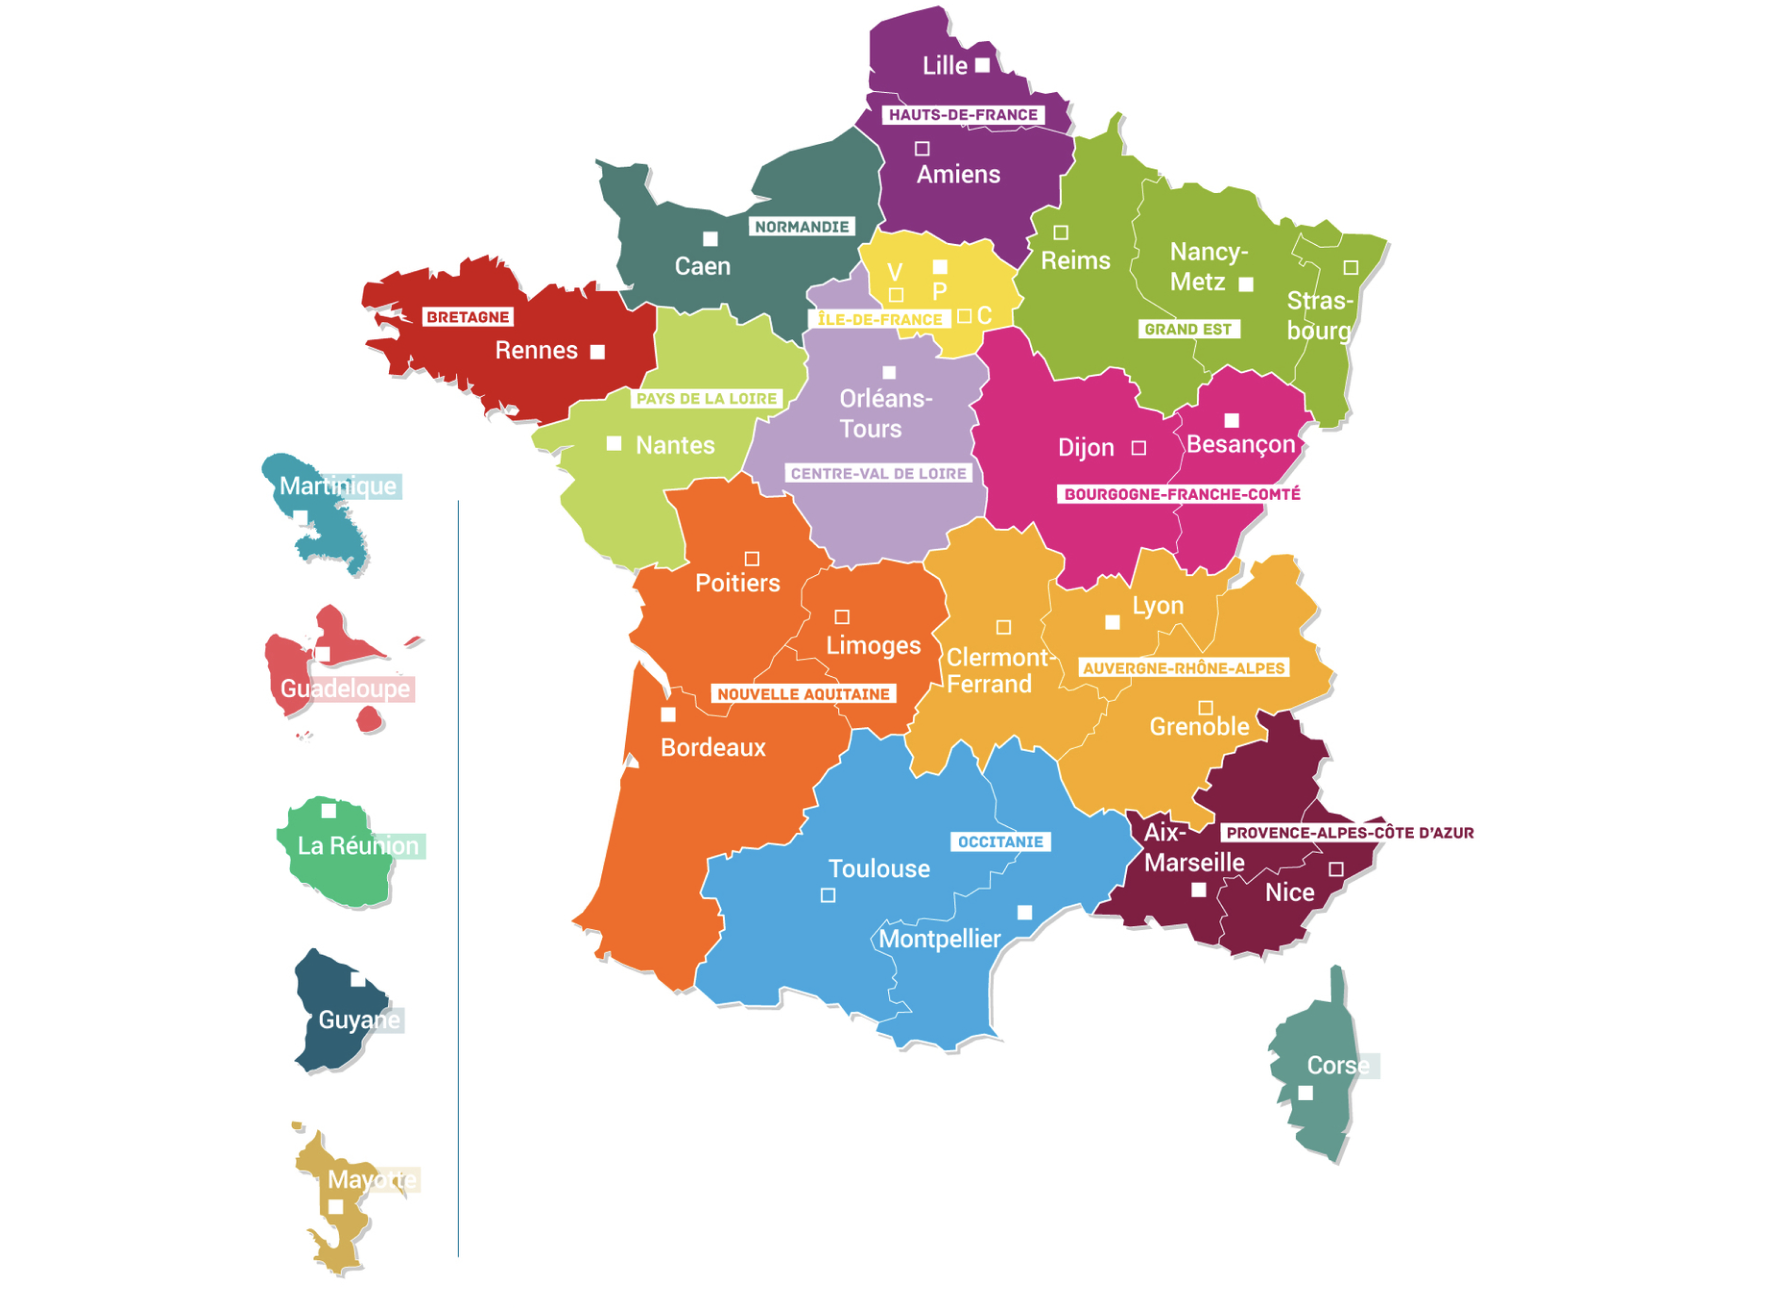 Lille
HAUTS-DE-FRANCE
Amiens
NORMANDIE
Caen
Reims
Nancy-
Metz
Stras-
bourg
GRAND EST
V
P
C
ÎLE-DE-FRANCE
BRETAGNE
Rennes
PAYS DE LA LOIRE
Nantes
Orléans-
Tours
CENTRE-VAL DE LOIRE
Dijon
Besançon
BOURGOGNE-FRANCHE-COMTÉ
Poitiers
Limoges
NOUVELLE AQUITAINE
Bordeaux
Clermont-
Ferrand
Lyon
AUVERGNE-RHÔNE-ALPES
Grenoble
OCCITANIE
Toulouse
Montpellier
Aix-
Marseille
PROVENCE-ALPES-CÔTE D'AZUR
Nice
Corse
Martinique
Guadeloupe
La Réunion
Guyane
Mayotte